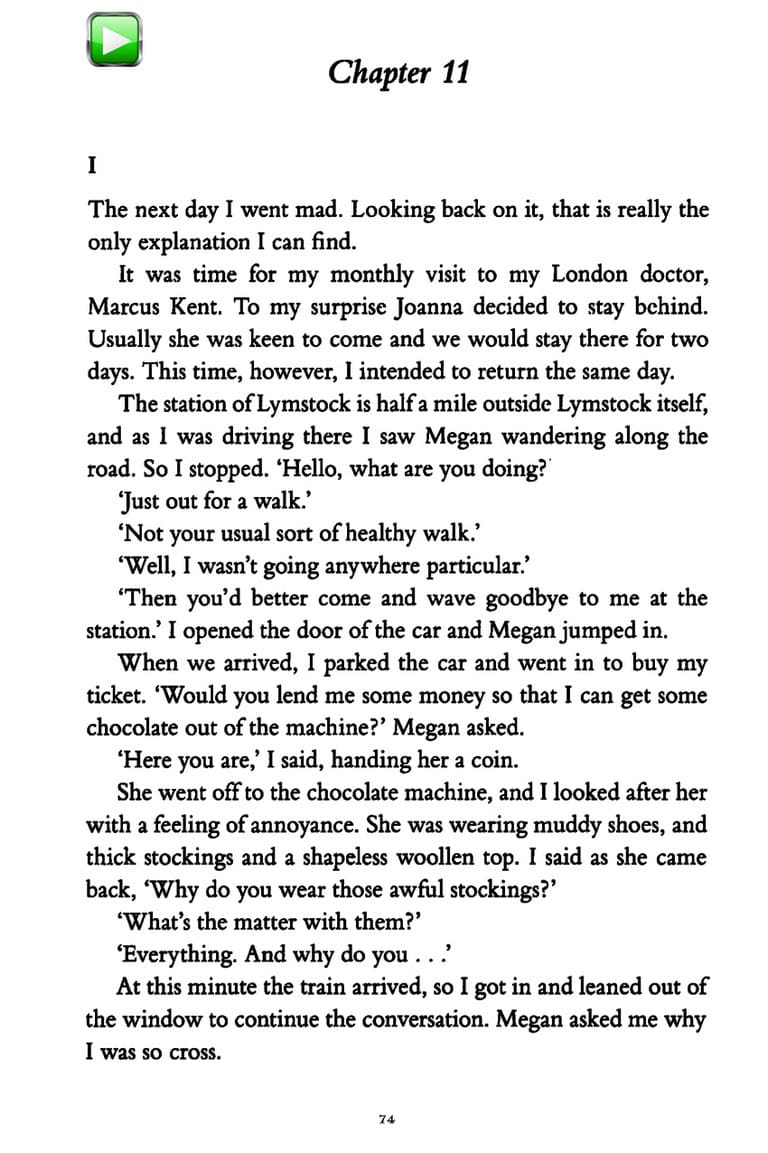 Chapter 11
I
The next day I went mad. Looking back on it, that is really the
only explanation I can find.
It was time for my monthly visit to my London doctor,
Marcus Kent. To my surprise Joanna decided to stay behind.
Usually she was keen to come and we would stay there for two
days. This time, however, I intended to return the same day.
The station of Lymstock is half a mile outside Lymstock itself,
and as I was driving there I saw Megan wandering along the
road. So I stopped. ‘Hello, what are you doing?’
‘Just out for a walk.’
‘Not your usual sort of healthy walk.’
‘Well, I wasn’t going anywhere particular.’
‘Then you’d better come and wave goodbye to me at the
station.’ I opened the door of the car and Megan jumped in.
When we arrived, I parked the car and went in to buy my
ticket. ‘Would you lend me some money so that I can get some
chocolate out of the machine?’ Megan asked.
‘Here you are,’ I said, handing her a coin.
She went off to the chocolate machine, and I looked after her
with a feeling of annoyance. She was wearing muddy shoes, and
thick stockings and a shapeless woollen top. I said as she came
back, ‘Why do you wear those awful stockings?’
‘What’s the matter with them?’
‘Everything. And why do you . . .’
At this minute the train arrived, so I got in and leaned out of
the window to continue the conversation. Megan asked me why
I was so cross.
74